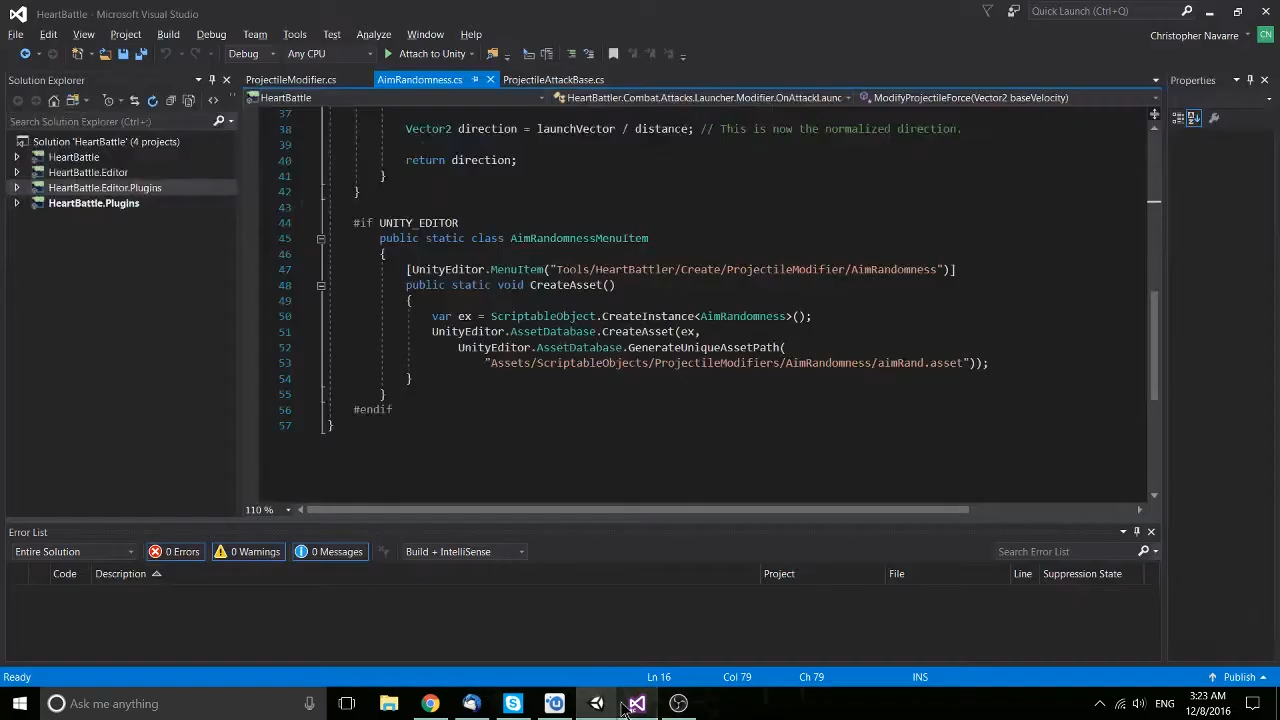 HeartBattle - Microsoft Visual Studio
Quick Launch (Ctrl+Q)
File Edit View Project Build Debug Team Tools Test Analyze Window Help
Christopher Navarre CN
Debug Any CPU Attach to Unity
Solution Explorer
ProjectileModifier.cs AimRandomness.cs ProjectileAttackBase.cs
Properties
HeartBattle HeartBattler.Combat.Attacks.Launcher.Modifier.OnAttackLaunc ModifyProjectileForce(Vector2 baseVelocity)
Search Solution Explorer (Ctrl+;)
Solution 'HeartBattle' (4 projects)
HeartBattle
HeartBattle.Editor
HeartBattle.Editor.Plugins
HeartBattle.Plugins
37
38 Vector2 direction = launchVector / distance; // This is now the normalized direction.
39
40 return direction;
41 }
42 }
43
44 #if UNITY_EDITOR
45 public static class AimRandomnessMenuItem
46 {
47 [UnityEditor.MenuItem("Tools/HeartBattler/Create/ProjectileModifier/AimRandomness")]
48 public static void CreateAsset()
49 {
50 var ex = ScriptableObject.CreateInstance<AimRandomness>();
51 UnityEditor.AssetDatabase.CreateAsset(ex,
52 UnityEditor.AssetDatabase.GenerateUniqueAssetPath(
53 "Assets/ScriptableObjects/ProjectileModifiers/AimRandomness/aimRand.asset"));
54 }
55 }
56 #endif
57 }
110 %
Error List
Entire Solution 0 Errors 0 Warnings 0 Messages Build + IntelliSense Search Error List
Code Description Project File Line Suppression State
Ready Ln 16 Col 79 Ch 79 INS Publish
Ask me something ENG 3:23 AM
12/8/2016